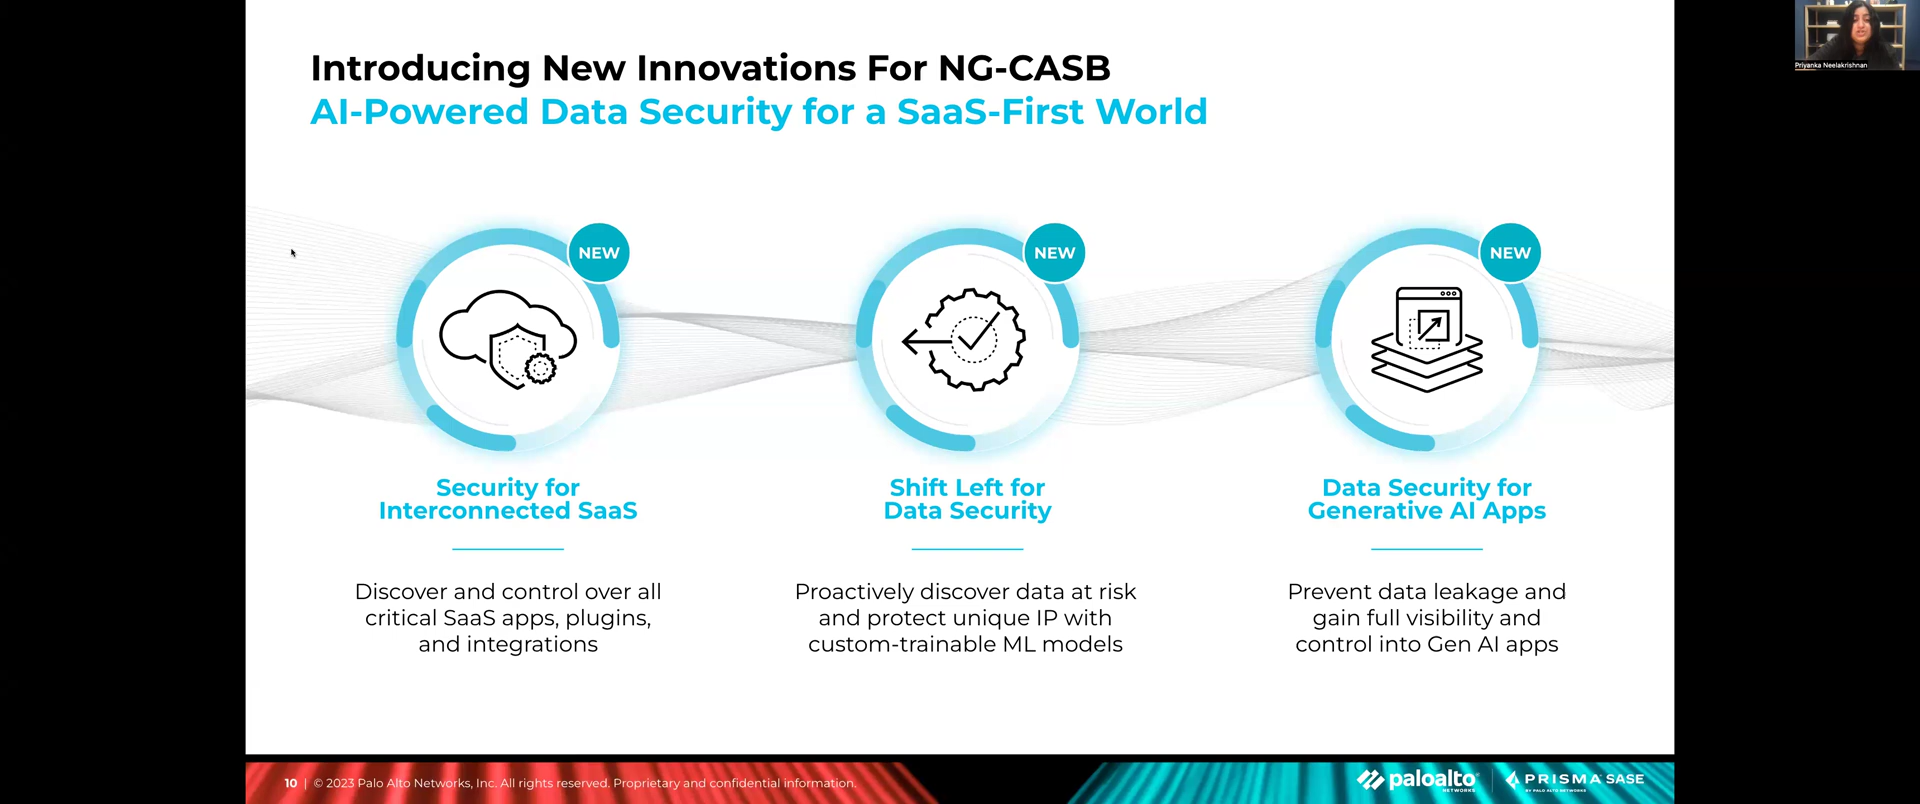 Introducing New Innovations For NG-CASB
AI-Powered Data Security for a SaaS-First World
Priyanka Neelakrishnan
NEW
NEW
NEW
Security for
Interconnected SaaS
Discover and control over all
critical SaaS apps, plugins,
and integrations
Shift Left for
Data Security
Proactively discover data at risk
and protect unique IP with
custom-trainable ML models
Data Security for
Generative AI Apps
Prevent data leakage and
gain full visibility and
control into Gen AI apps
10 | © 2023 Palo Alto Networks, Inc. All rights reserved. Proprietary and confidential information.
paloalto
NETWORKS
PRISMA SASE
BY PALO ALTO NETWORKS